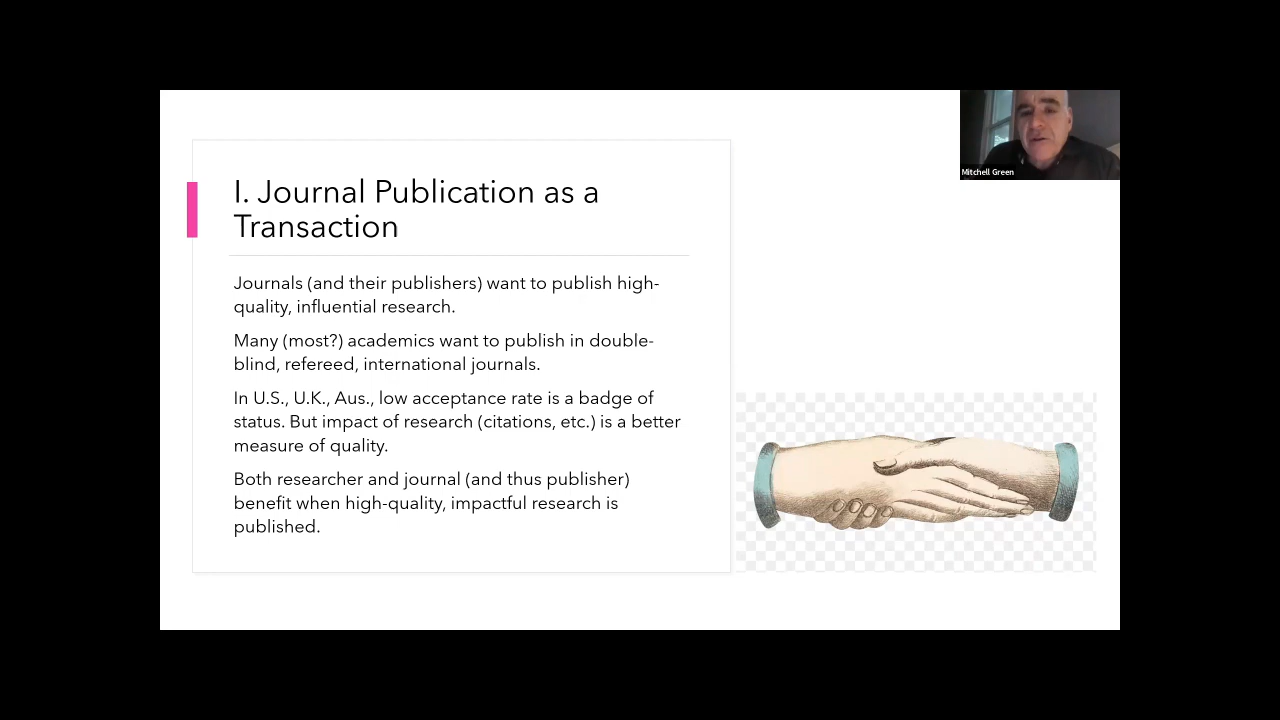 Mitchell Green
I. Journal Publication as a
Transaction
Journals (and their publishers) want to publish high-
quality, influential research.
Many (most?) academics want to publish in double-
blind, refereed, international journals.
In U.S., U.K., Aus., low acceptance rate is a badge of
status. But impact of research (citations, etc.) is a better
measure of quality.
Both researcher and journal (and thus publisher)
benefit when high-quality, impactful research is
published.